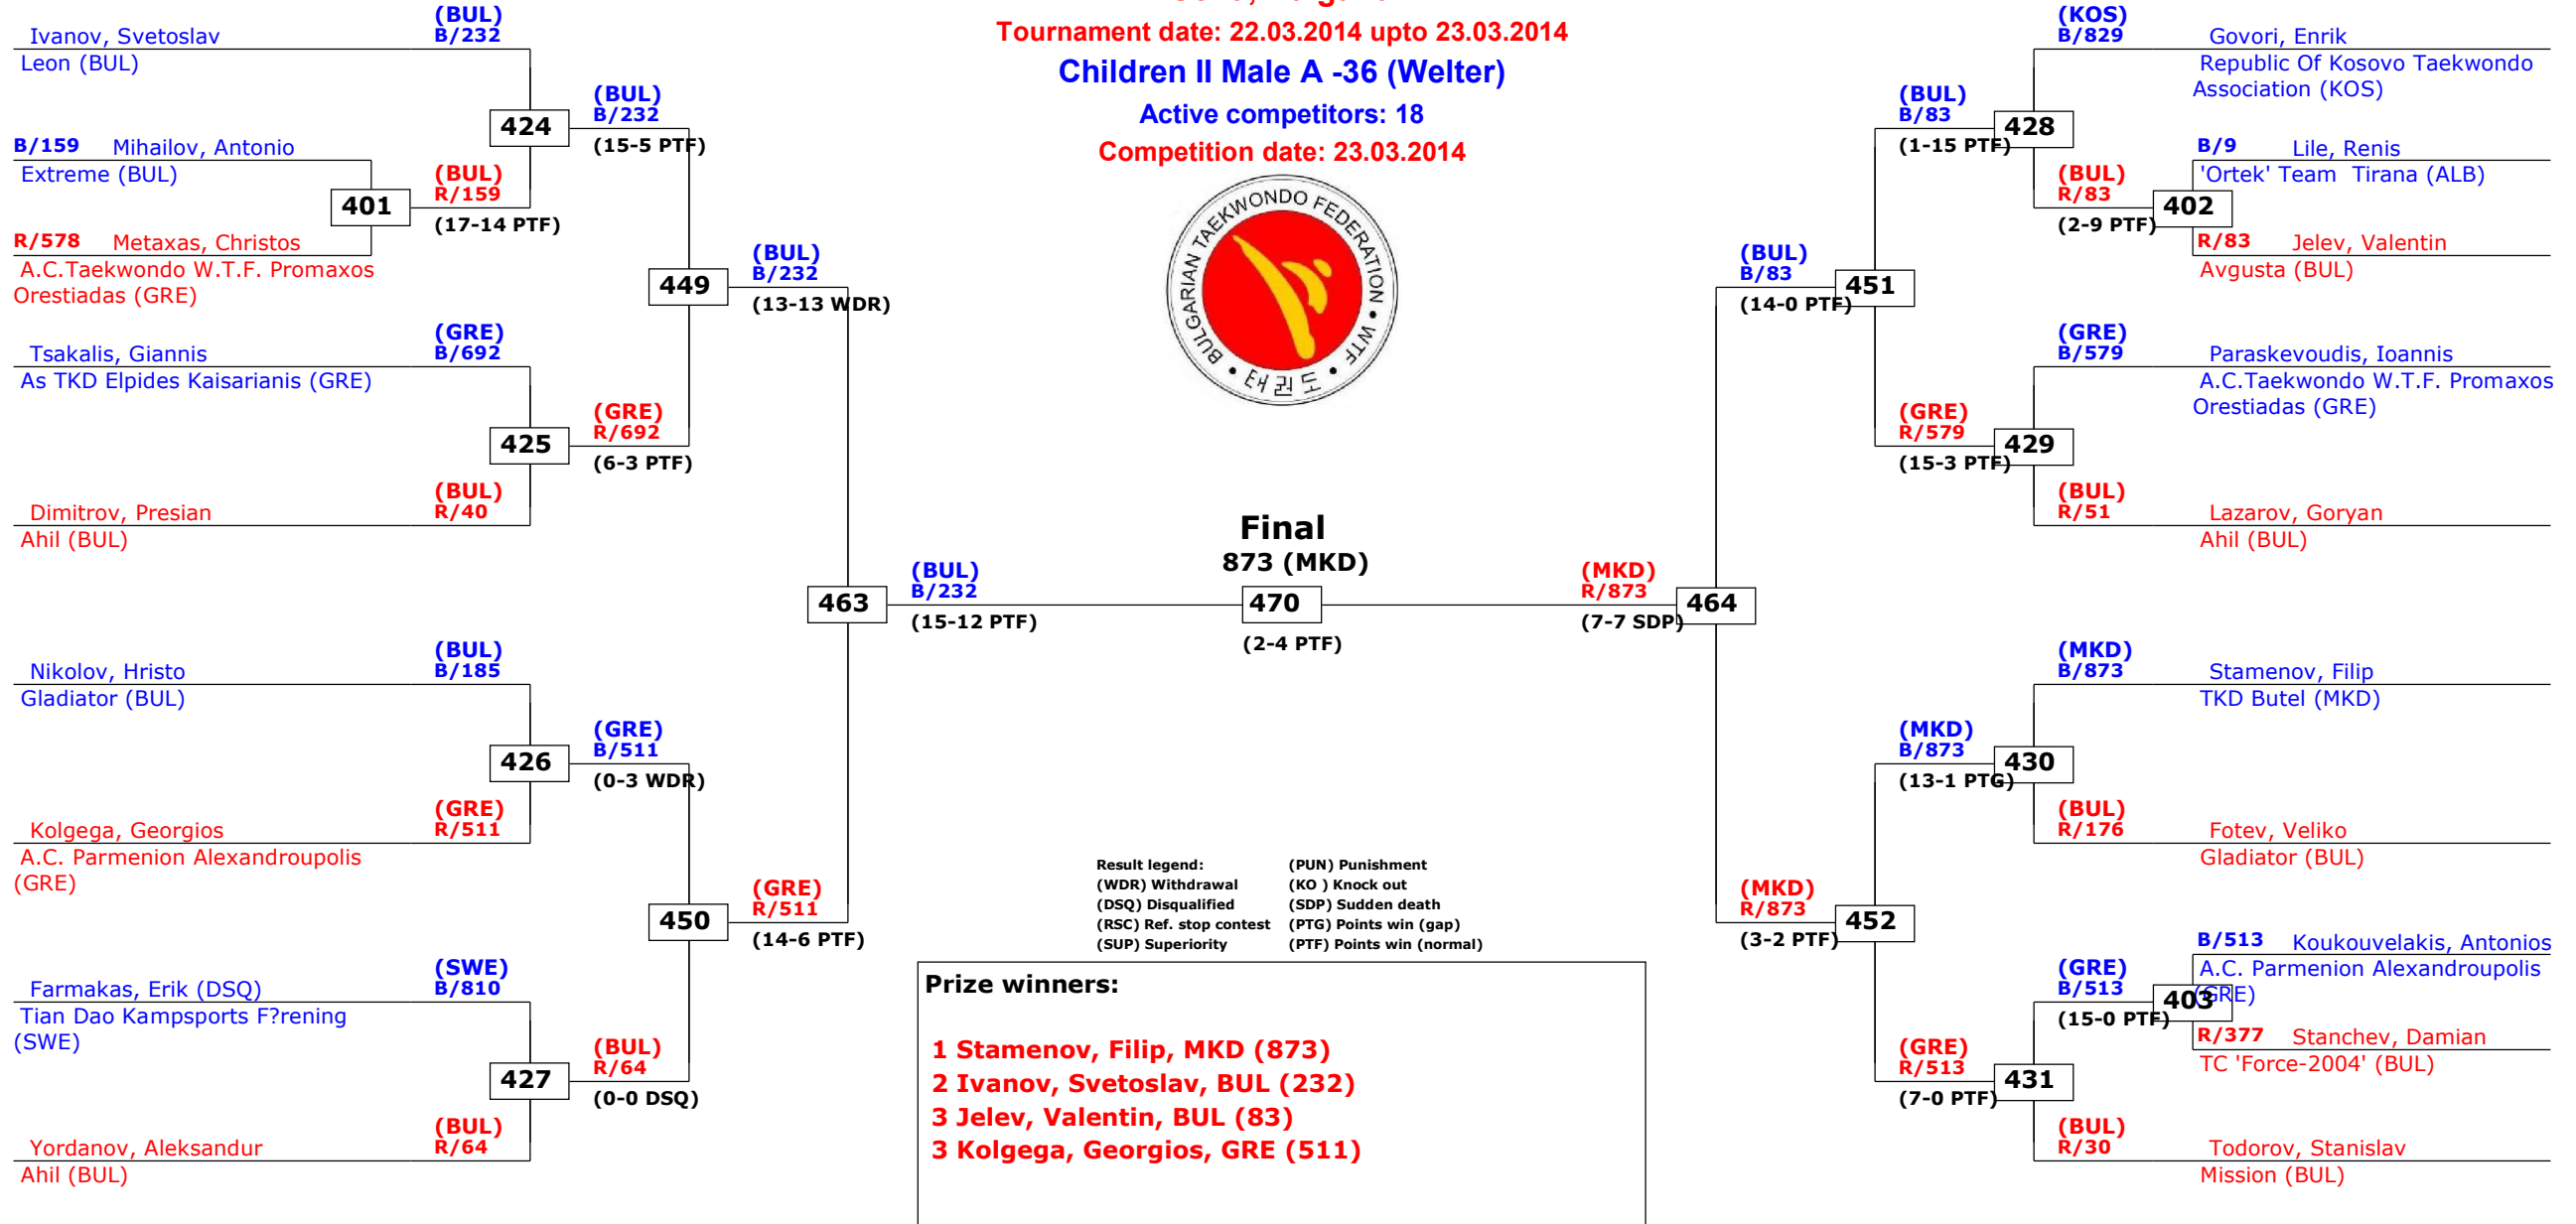 Tournament date: 22.03.2014 upto 23.03.2014
Children II Male A -36 (Welter)
Active competitors: 18
Competition date: 23.03.2014
BULGARIAN TAEKWONDO FEDERATION • WTF •
태권도
(BUL)
B/232
Ivanov, Svetoslav
Leon (BUL)
424
(BUL)
B/232
(15-5 PTF)
B/159 Mihailov, Antonio
Extreme (BUL)
401
(BUL)
R/159
(17-14 PTF)
R/578 Metaxas, Christos
A.C.Taekwondo W.T.F. Promaxos
Orestiadas (GRE)
449
(BUL)
B/232
(13-13 WDR)
(GRE)
B/692
Tsakalis, Giannis
As TKD Elpides Kaisarianis (GRE)
425
(GRE)
R/692
(6-3 PTF)
(BUL)
R/40
Dimitrov, Presian
Ahil (BUL)
463
(BUL)
B/232
(15-12 PTF)
(BUL)
B/185
Nikolov, Hristo
Gladiator (BUL)
426
(GRE)
B/511
(0-3 WDR)
(GRE)
R/511
Kolgega, Georgios
A.C. Parmenion Alexandroupolis
(GRE)
450
(GRE)
R/511
(14-6 PTF)
(SWE)
B/810
Farmakas, Erik (DSQ)
Tian Dao Kampsports F?rening
(SWE)
427
(BUL)
R/64
(0-0 DSQ)
(BUL)
R/64
Yordanov, Aleksandur
Ahil (BUL)
Final
873 (MKD)
470
(2-4 PTF)
(MKD)
R/873
(7-7 SDP)
464
(KOS)
B/829
Govori, Enrik
Republic Of Kosovo Taekwondo
Association (KOS)
(BUL)
B/83
(1-15 PTF)
428
B/9 Lile, Renis
'Ortek' Team Tirana (ALB)
(BUL)
R/83
(2-9 PTF)
402
R/83 Jelev, Valentin
Avgusta (BUL)
(BUL)
B/83
(14-0 PTF)
451
(GRE)
B/579
Paraskevoudis, Ioannis
A.C.Taekwondo W.T.F. Promaxos
Orestiadas (GRE)
(GRE)
R/579
(15-3 PTF)
429
(BUL)
R/51
Lazarov, Goryan
Ahil (BUL)
(MKD)
B/873
Stamenov, Filip
TKD Butel (MKD)
(MKD)
B/873
(13-1 PTG)
430
(BUL)
R/176
Fotev, Veliko
Gladiator (BUL)
(MKD)
R/873
(3-2 PTF)
452
B/513 Koukouvelakis, Antonios
A.C. Parmenion Alexandroupolis
(GRE)
(GRE)
B/513
(15-0 PTF)
403
R/377 Stanchev, Damian
TC 'Force-2004' (BUL)
(GRE)
R/513
(7-0 PTF)
431
(BUL)
R/30
Todorov, Stanislav
Mission (BUL)
Result legend: (PUN) Punishment
(WDR) Withdrawal (KO ) Knock out
(DSQ) Disqualified (SDP) Sudden death
(RSC) Ref. stop contest (PTG) Points win (gap)
(SUP) Superiority (PTF) Points win (normal)
Prize winners:
1 Stamenov, Filip, MKD (873)
2 Ivanov, Svetoslav, BUL (232)
3 Jelev, Valentin, BUL (83)
3 Kolgega, Georgios, GRE (511)